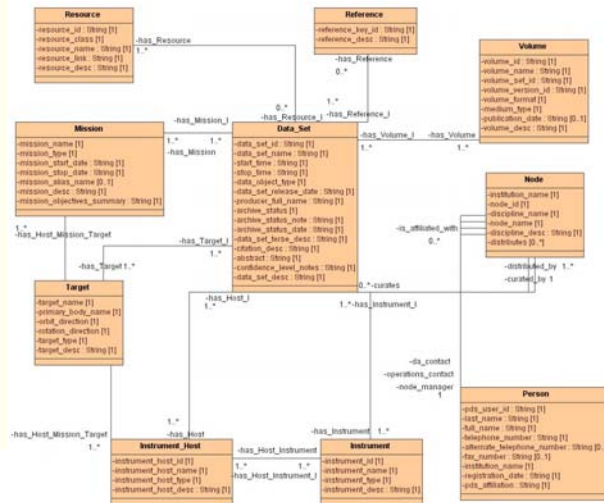 Resource
-resource_id : String [1]
-resource_class [1]
-resource_name : String [1]
-resource_link : String [1]
-resource_desc : String [1]
-has_Resource
1..*
Reference
-reference_key_id : String [1]
-reference_desc : String [1]
-has_Reference
0..*
Volume
-volume_id : String [1]
-volume_name : String [1]
-volume_set_id : String [1]
-volume_version_id : String [1]
-volume_format [1]
-medium_type [1]
-publication_date : String [0..1]
-volume_desc : String [1]
0..*
-has_Resource_I
1..*
-has_Reference_I
Mission
-mission_name [1]
-mission_type [1]
-mission_start_date : String [1]
-mission_stop_date : String [1]
-mission_alias_name [0..1]
-mission_desc : String [1]
-mission_objectives_summary : String [1]
-has_Mission_I
1..*
1..*
-has_Mission
Data_Set
-data_set_id : String [1]
-data_set_name : String [1]
-start_time : String [1]
-stop_time : String [1]
-data_object_type [1]
-data_set_release_date : String [1]
-producer_full_name : String [1]
-archive_status [1]
-archive_status_note : String [1]
-archive_status_date : String [1]
-data_set_terse_desc : String [1]
-citation_desc : String [1]
-abstract : String [1]
-confidence_level_notes : String [1]
-data_set_desc : String [1]
-has_Volume_I
1..*
-has_Volume
1..*
Node
-institution_name [1]
-node_id [1]
-discipline_name [1]
-node_name [1]
-discipline_desc : String [1]
-distributes [0..*]
-is_affiliated_with
0..*
1..*
-has_Host_Mission_Target
-has_Target_I
1..*
-has_Target 1..*
-distributed_by 1..*
-curated_by 1
Target
-target_name [1]
-primary_body_name [1]
-orbit_direction [1]
-rotation_direction [1]
-target_type [1]
-target_desc : String [1]
-has_Host_I
1..*
0..* -curates
1..* -has_Instrument_I
-da_contact
-operations_contact
-node_manager
1
Person
-pds_user_id : String [1]
-last_name : String [1]
-full_name : String [1]
-telephone_number : String [1]
-alternate_telephone_number : String [0..
-fax_number : String [0..1]
-institution_name [1]
-registration_date : String [1]
-pds_affiliation : String [1]
-has_Host_Mission_Target
1..*
1..*
-has_Host
-has_Instrument 1..*
Instrument_Host
-instrument_host_id [1]
-instrument_host_name [1]
-instrument_host_type [1]
-instrument_host_desc : String [1]
-has_Host_Instrument
1..*
1..*
-has_Host_Instrument_I
Instrument
-instrument_id [1]
-instrument_name [1]
-instrument_type [1]
-instrument_desc : String [1]